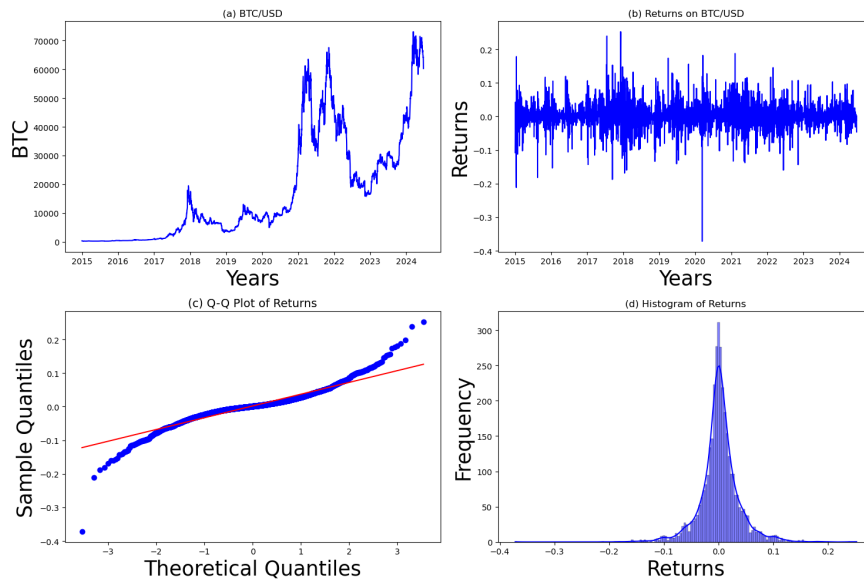 (a) BTC/USD
BTC
70000
60000
50000
40000
30000
20000
10000
0
2015 2016 2017 2018 2019 2020 2021 2022 2023 2024
Years
(b) Returns on BTC/USD
Returns
0.2
0.1
0.0
−0.1
−0.2
−0.3
−0.4
2015 2016 2017 2018 2019 2020 2021 2022 2023 2024
Years
(c) Q-Q Plot of Returns
Sample Quantiles
0.2
0.1
0.0
−0.1
−0.2
−0.3
−0.4
−3 −2 −1 0 1 2 3
Theoretical Quantiles
(d) Histogram of Returns
Frequency
300
250
200
150
100
50
0
−0.4 −0.3 −0.2 −0.1 0.0 0.1 0.2
Returns